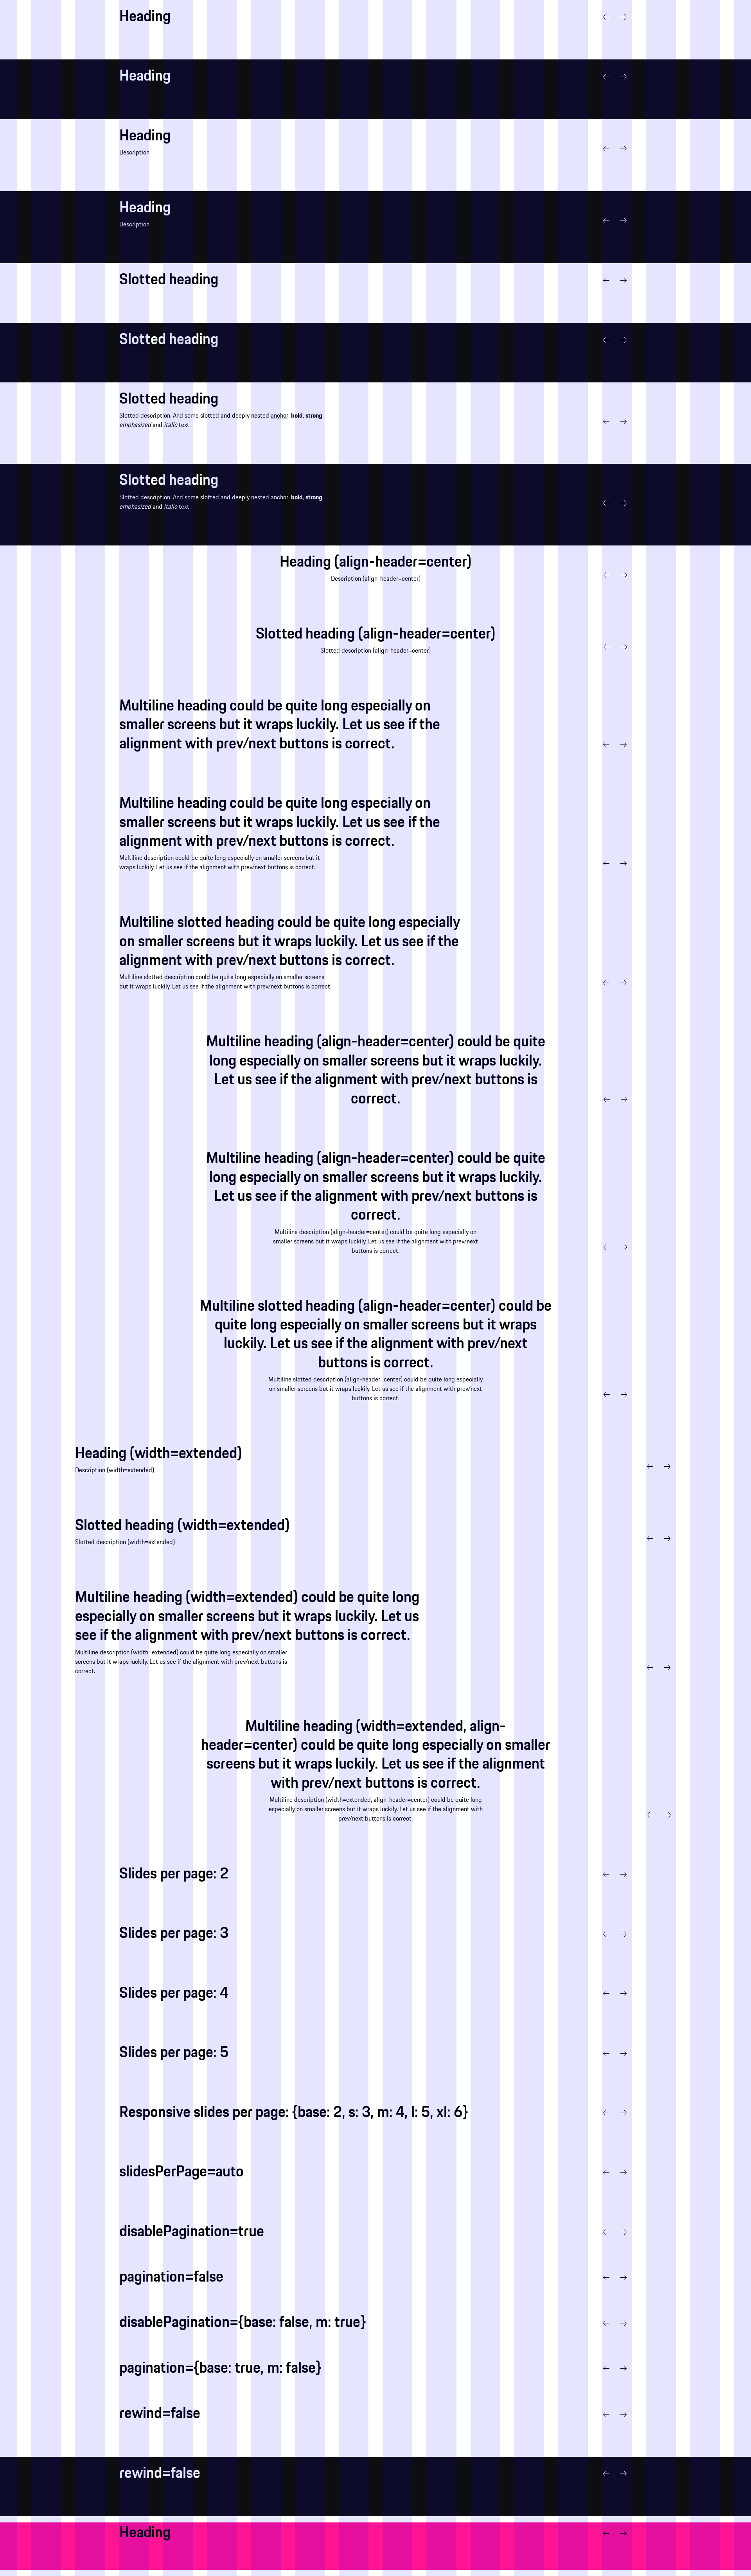 Heading
Heading
Heading
Description
Heading
Description
Slotted heading
Slotted heading
Slotted heading
Slotted description. And some slotted and deeply nested anchor, bold, strong,
emphasized and italic text.
Slotted heading
Slotted description. And some slotted and deeply nested anchor, bold, strong,
emphasized and italic text.
Heading (align-header=center)
Description (align-header=center)
Slotted heading (align-header=center)
Slotted description (align-header=center)
Multiline heading could be quite long especially on
smaller screens but it wraps luckily. Let us see if the
alignment with prev/next buttons is correct.
Multiline heading could be quite long especially on
smaller screens but it wraps luckily. Let us see if the
alignment with prev/next buttons is correct.
Multiline description could be quite long especially on smaller screens but it
wraps luckily. Let us see if the alignment with prev/next buttons is correct.
Multiline slotted heading could be quite long especially
on smaller screens but it wraps luckily. Let us see if the
alignment with prev/next buttons is correct.
Multiline slotted description could be quite long especially on smaller screens
but it wraps luckily. Let us see if the alignment with prev/next buttons is correct.
Multiline heading (align-header=center) could be quite
long especially on smaller screens but it wraps luckily.
Let us see if the alignment with prev/next buttons is
correct.
Multiline heading (align-header=center) could be quite
long especially on smaller screens but it wraps luckily.
Let us see if the alignment with prev/next buttons is
correct.
Multiline description (align-header=center) could be quite long especially on
smaller screens but it wraps luckily. Let us see if the alignment with prev/next
buttons is correct.
Multiline slotted heading (align-header=center) could be
quite long especially on smaller screens but it wraps
luckily. Let us see if the alignment with prev/next
buttons is correct.
Multiline slotted description (align-header=center) could be quite long especially
on smaller screens but it wraps luckily. Let us see if the alignment with prev/next
buttons is correct.
Heading (width=extended)
Description (width=extended)
Slotted heading (width=extended)
Slotted description (width=extended)
Multiline heading (width=extended) could be quite long
especially on smaller screens but it wraps luckily. Let us
see if the alignment with prev/next buttons is correct.
Multiline description (width=extended) could be quite long especially on smaller
screens but it wraps luckily. Let us see if the alignment with prev/next buttons is
correct.
Multiline heading (width=extended, align-
header=center) could be quite long especially on smaller
screens but it wraps luckily. Let us see if the alignment
with prev/next buttons is correct.
Multiline description (width=extended, align-header=center) could be quite long
especially on smaller screens but it wraps luckily. Let us see if the alignment with
prev/next buttons is correct.
Slides per page: 2
Slides per page: 3
Slides per page: 4
Slides per page: 5
Responsive slides per page: {base: 2, s: 3, m: 4, l: 5, xl: 6}
slidesPerPage=auto
disablePagination=true
pagination=false
disablePagination={base: false, m: true}
pagination={base: true, m: false}
rewind=false
rewind=false
Heading